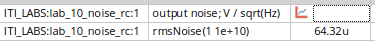 ITI_LABS:lab_10_noise_rc:1 output noise; V / sqrt(Hz)
ITI_LABS:lab_10_noise_rc:1 rmsNoise(1 1e+10) 64.32u